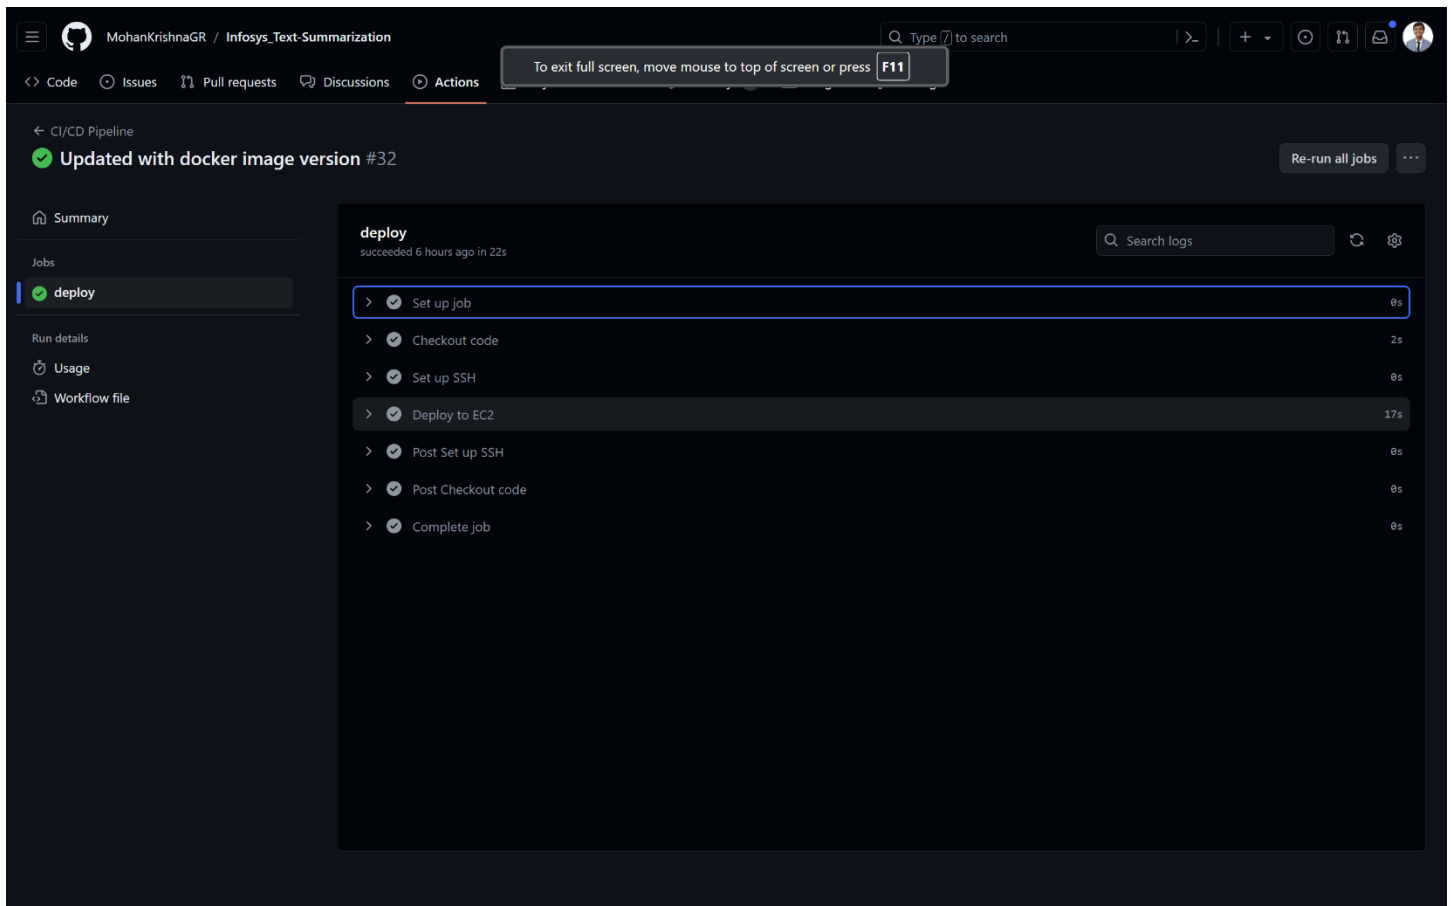 MohanKrishnaGR / Infosys_Text-Summarization
Type / to search
To exit full screen, move mouse to top of screen or press F11
Code Issues Pull requests Discussions Actions
CI/CD Pipeline
Updated with docker image version #32
Re-run all jobs
Summary
Jobs
deploy
Run details
Usage
Workflow file
deploy
succeeded 6 hours ago in 22s
Search logs
Set up job 0s
Checkout code 2s
Set up SSH 0s
Deploy to EC2 17s
Post Set up SSH 0s
Post Checkout code 0s
Complete job 0s